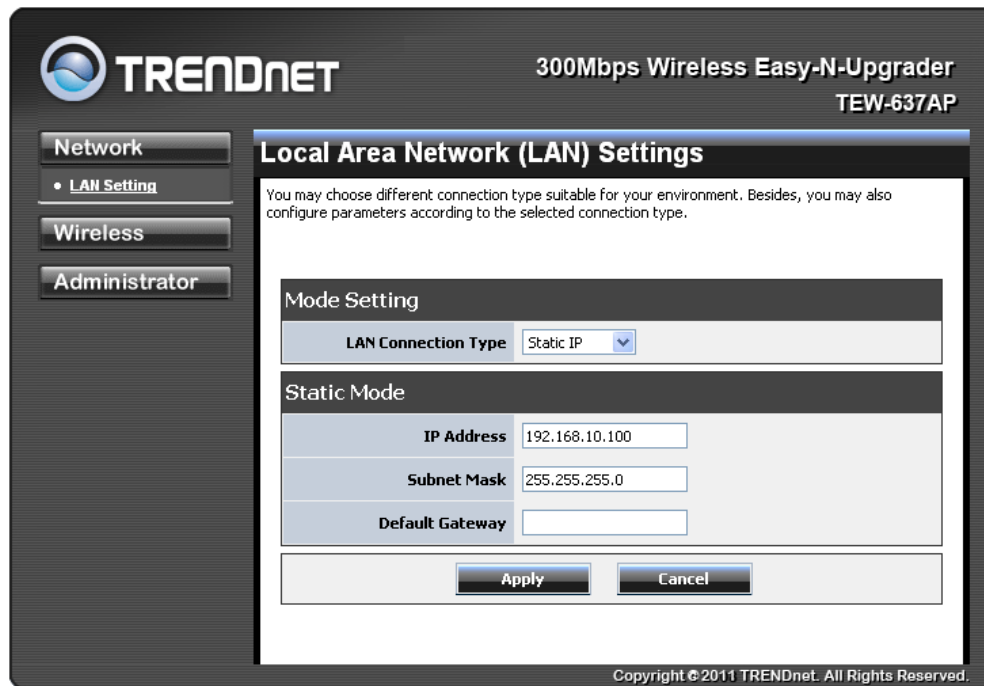 TRENDNET
300Mbps Wireless Easy-N-Upgrader
TEW-637AP
Network
• LAN Setting
Wireless
Administrator
Local Area Network (LAN) Settings
You may choose different connection type suitable for your environment. Besides, you may also
configure parameters according to the selected connection type.
Mode Setting
LAN Connection Type Static IP
Static Mode
IP Address 192.168.10.100
Subnet Mask 255.255.255.0
Default Gateway
Apply Cancel
Copyright © 2011 TRENDnet. All Rights Reserved.